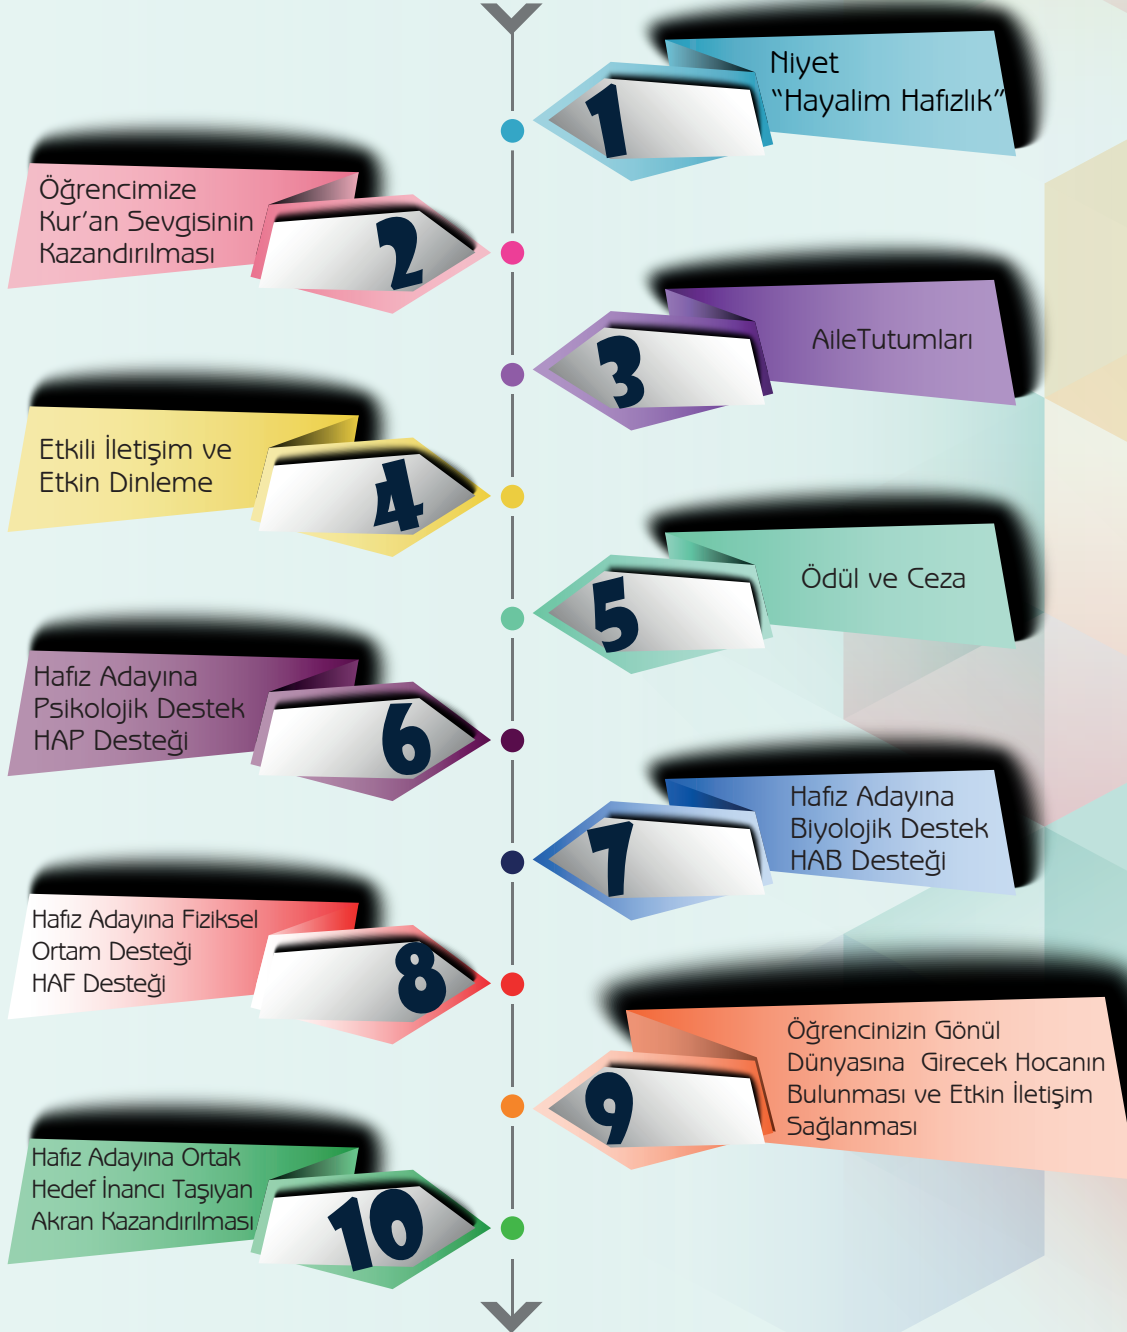 1
Niyet
“Hayalim Hafızlık”
2
Öğrencimize
Kur’an Sevgisinin
Kazandırılması
3
AileTutumları
4
Etkili İletişim ve
Etkin Dinleme
5
Ödül ve Ceza
6
Hafız Adayına
Psikolojik Destek
HAP Desteği
7
Hafız Adayına
Biyolojik Destek
HAB Desteği
8
Hafız Adayına Fiziksel
Ortam Desteği
HAF Desteği
9
Öğrencinizin Gönül
Dünyasına Girecek Hocanın
Bulunması ve Etkin İletişim
Sağlanması
10
Hafız Adayına Ortak
Hedef İnancı Taşıyan
Akran Kazandırılması